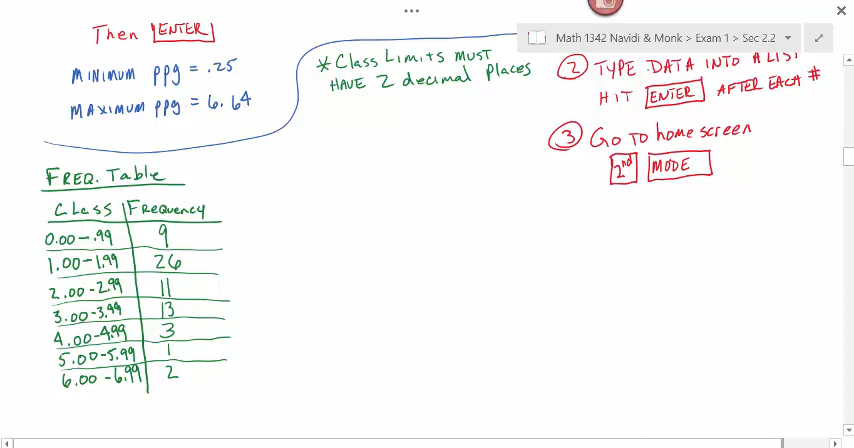 Math 1342 Navidi & Monk > Exam 1 > Sec 2.2
Then ENTER
MINIMUM ppg = .25
MAXIMUM ppg = 6.64
* CLass LimitS MUST
HAVE 2 decimal PLaces
② TYPE DATA INTO A LIST
HIT ENTER AFTER EACH #
③ Go TO home screen
2nd MODE
FREQ. Table
CLass Frequency
0.00-.99 9
1.00-1.99 26
2.00-2.99 11
3.00-3.99 13
4.00-4.99 3
5.00-5.99 1
6.00-6.99 2